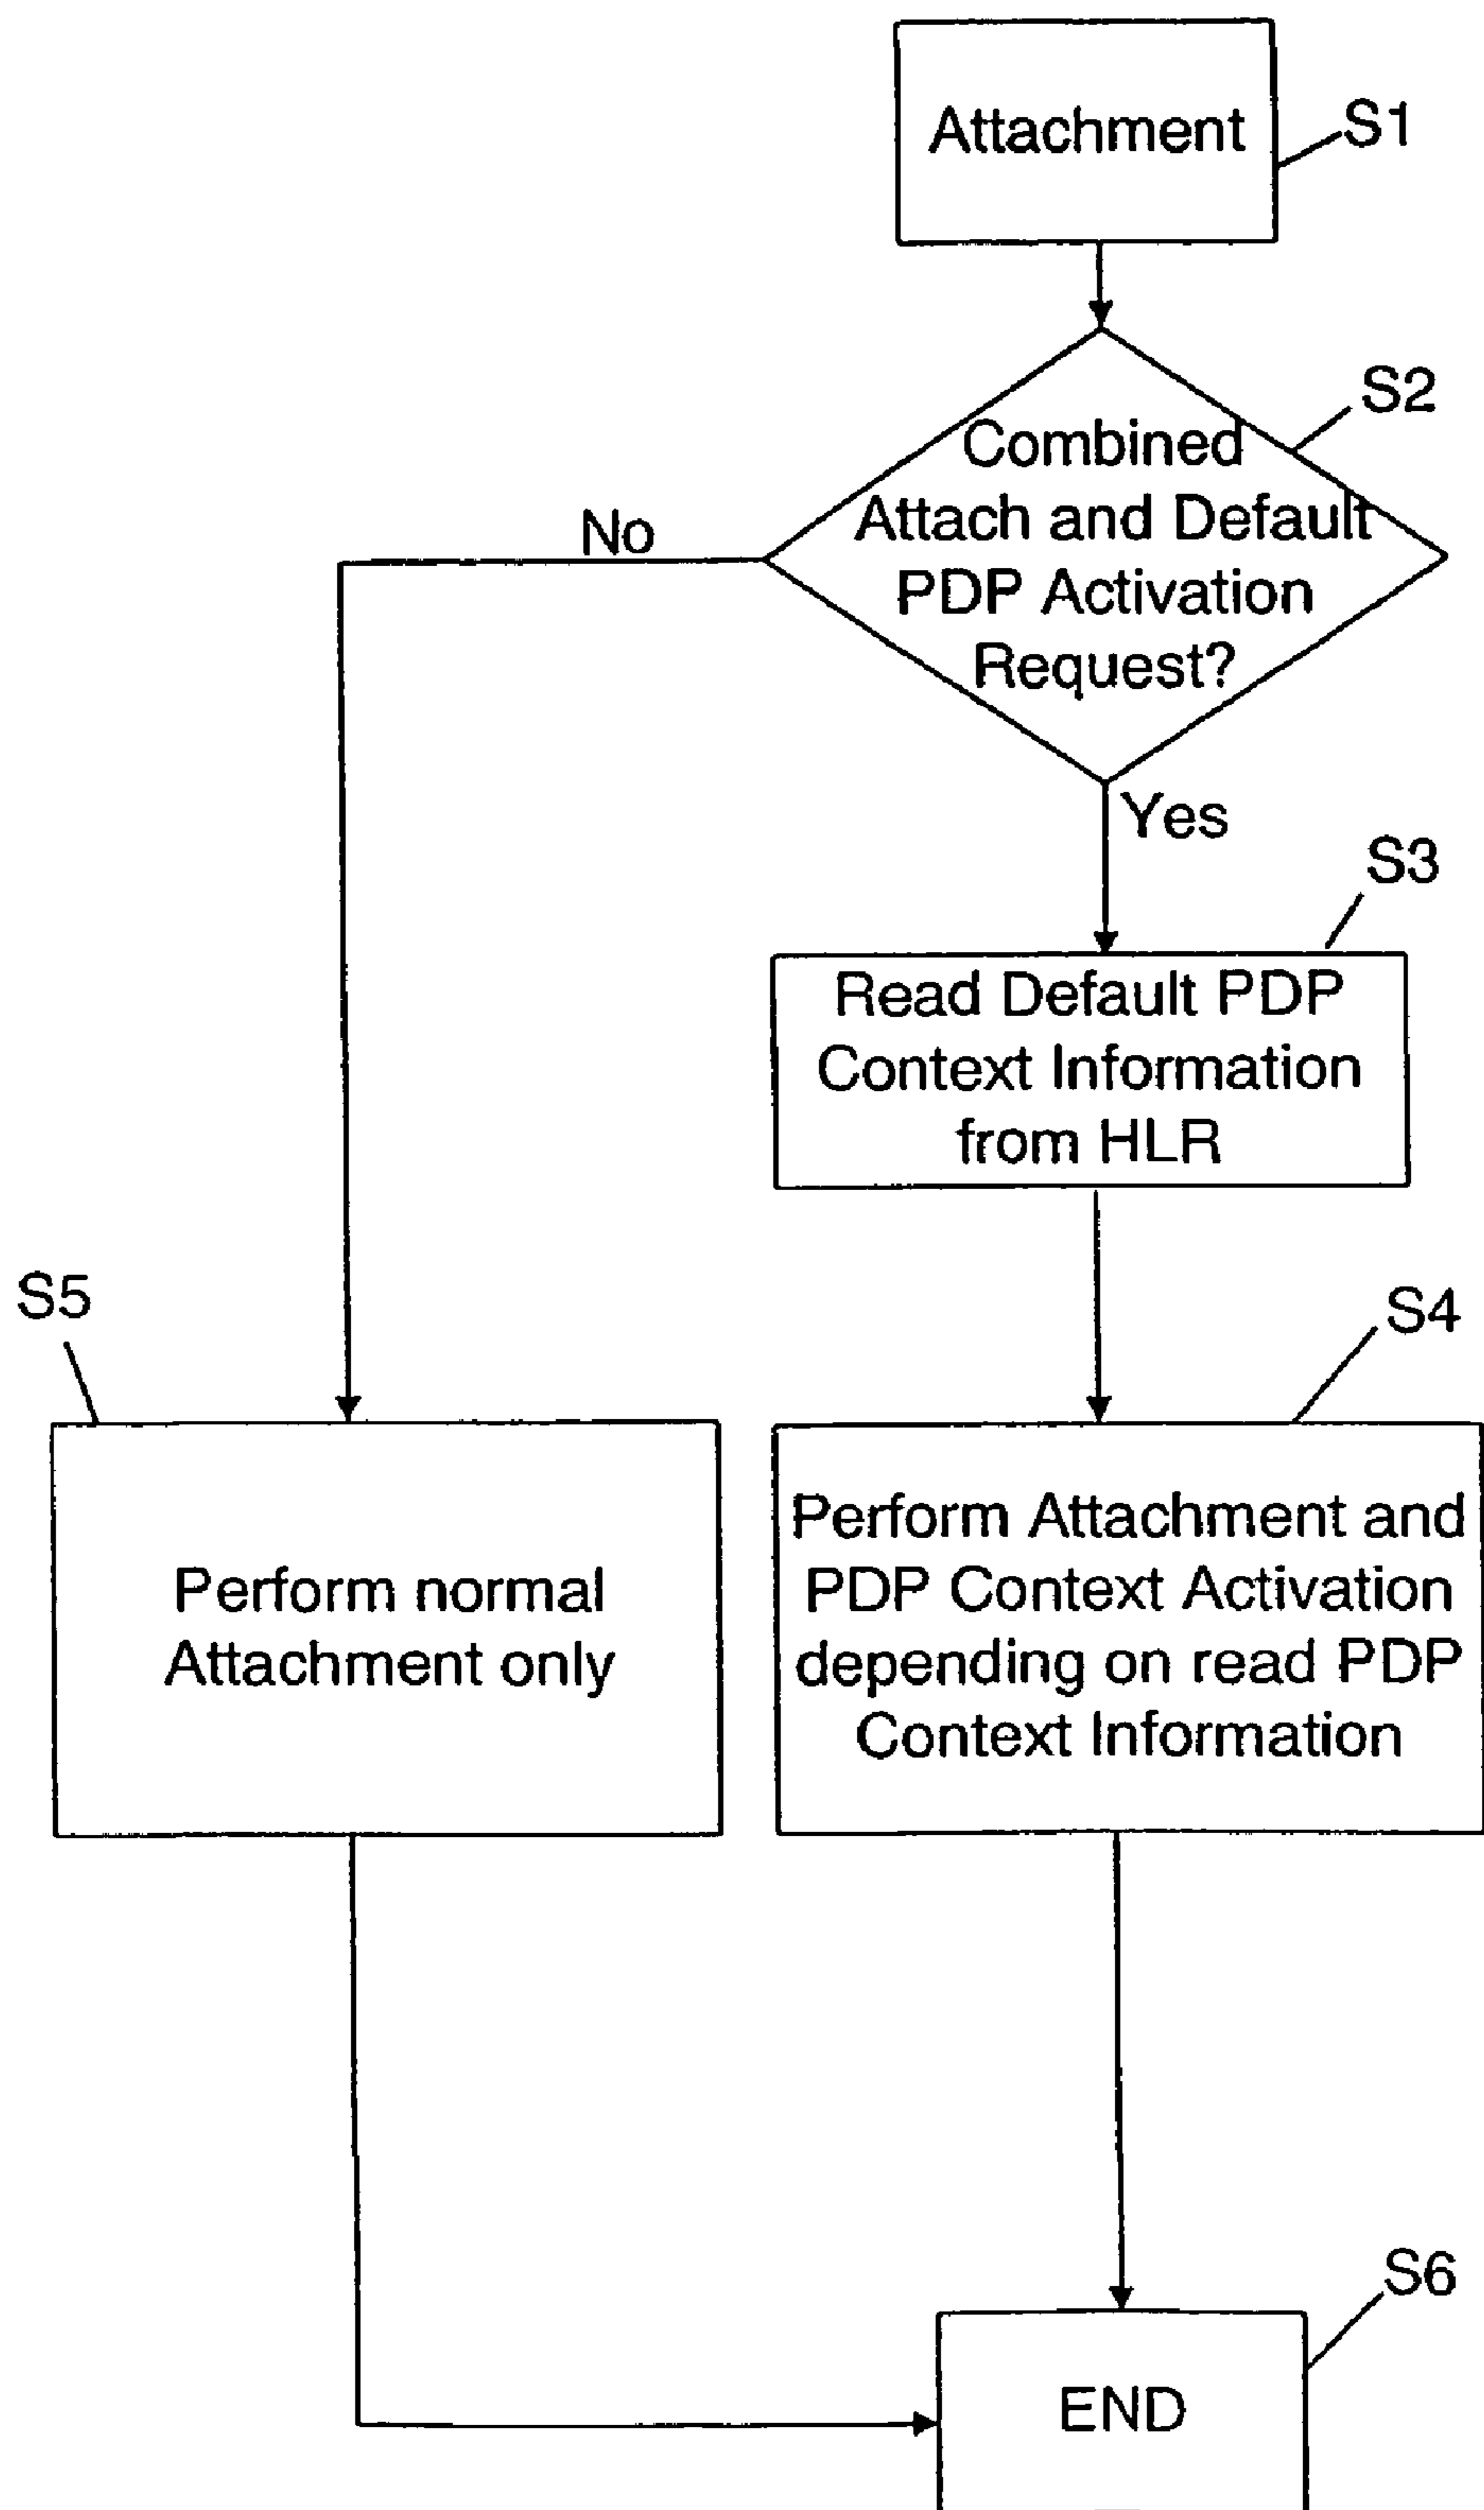 Attachment
S1
S2
Combined
Attach and Default
PDP Activation
Request?
No
Yes
S3
Read Default PDP
Context Information
from HLR
S5
S4
Perform normal
Attachment only
Perform Attachment and
PDP Context Activation
depending on read PDP
Context Information
S6
END